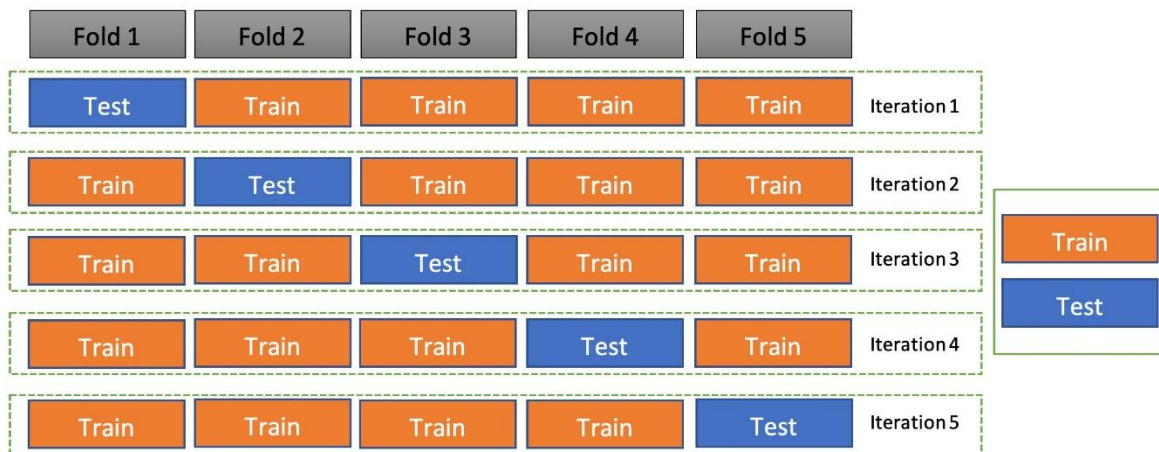 Fold 1 Fold 2 Fold 3 Fold 4 Fold 5
Test Train Train Train Train Iteration 1
Train Test Train Train Train Iteration 2
Train Train Test Train Train Iteration 3
Train Train Train Test Train Iteration 4
Train Train Train Train Test Iteration 5
Train
Test